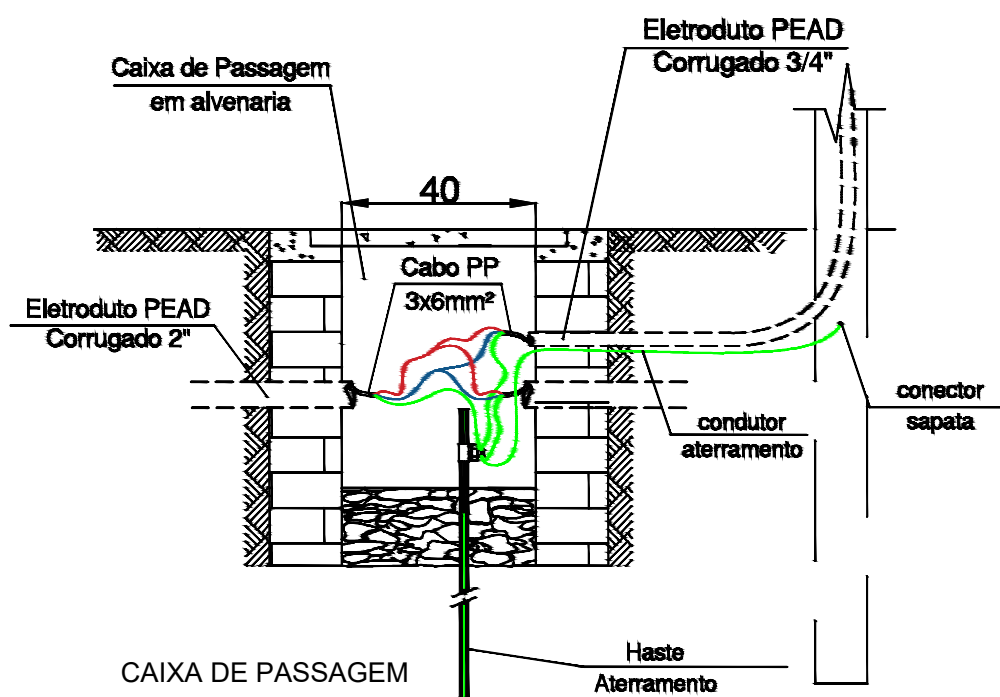 Eletroduto PEAD
Corrugado 3/4"
Caixa de Passagem
em alvenaria
40
Cabo PP
3x6mm²
Eletroduto PEAD
Corrugado 2"
conector
sapata
condutor
aterramento
Haste
Aterramento
CAIXA DE PASSAGEM